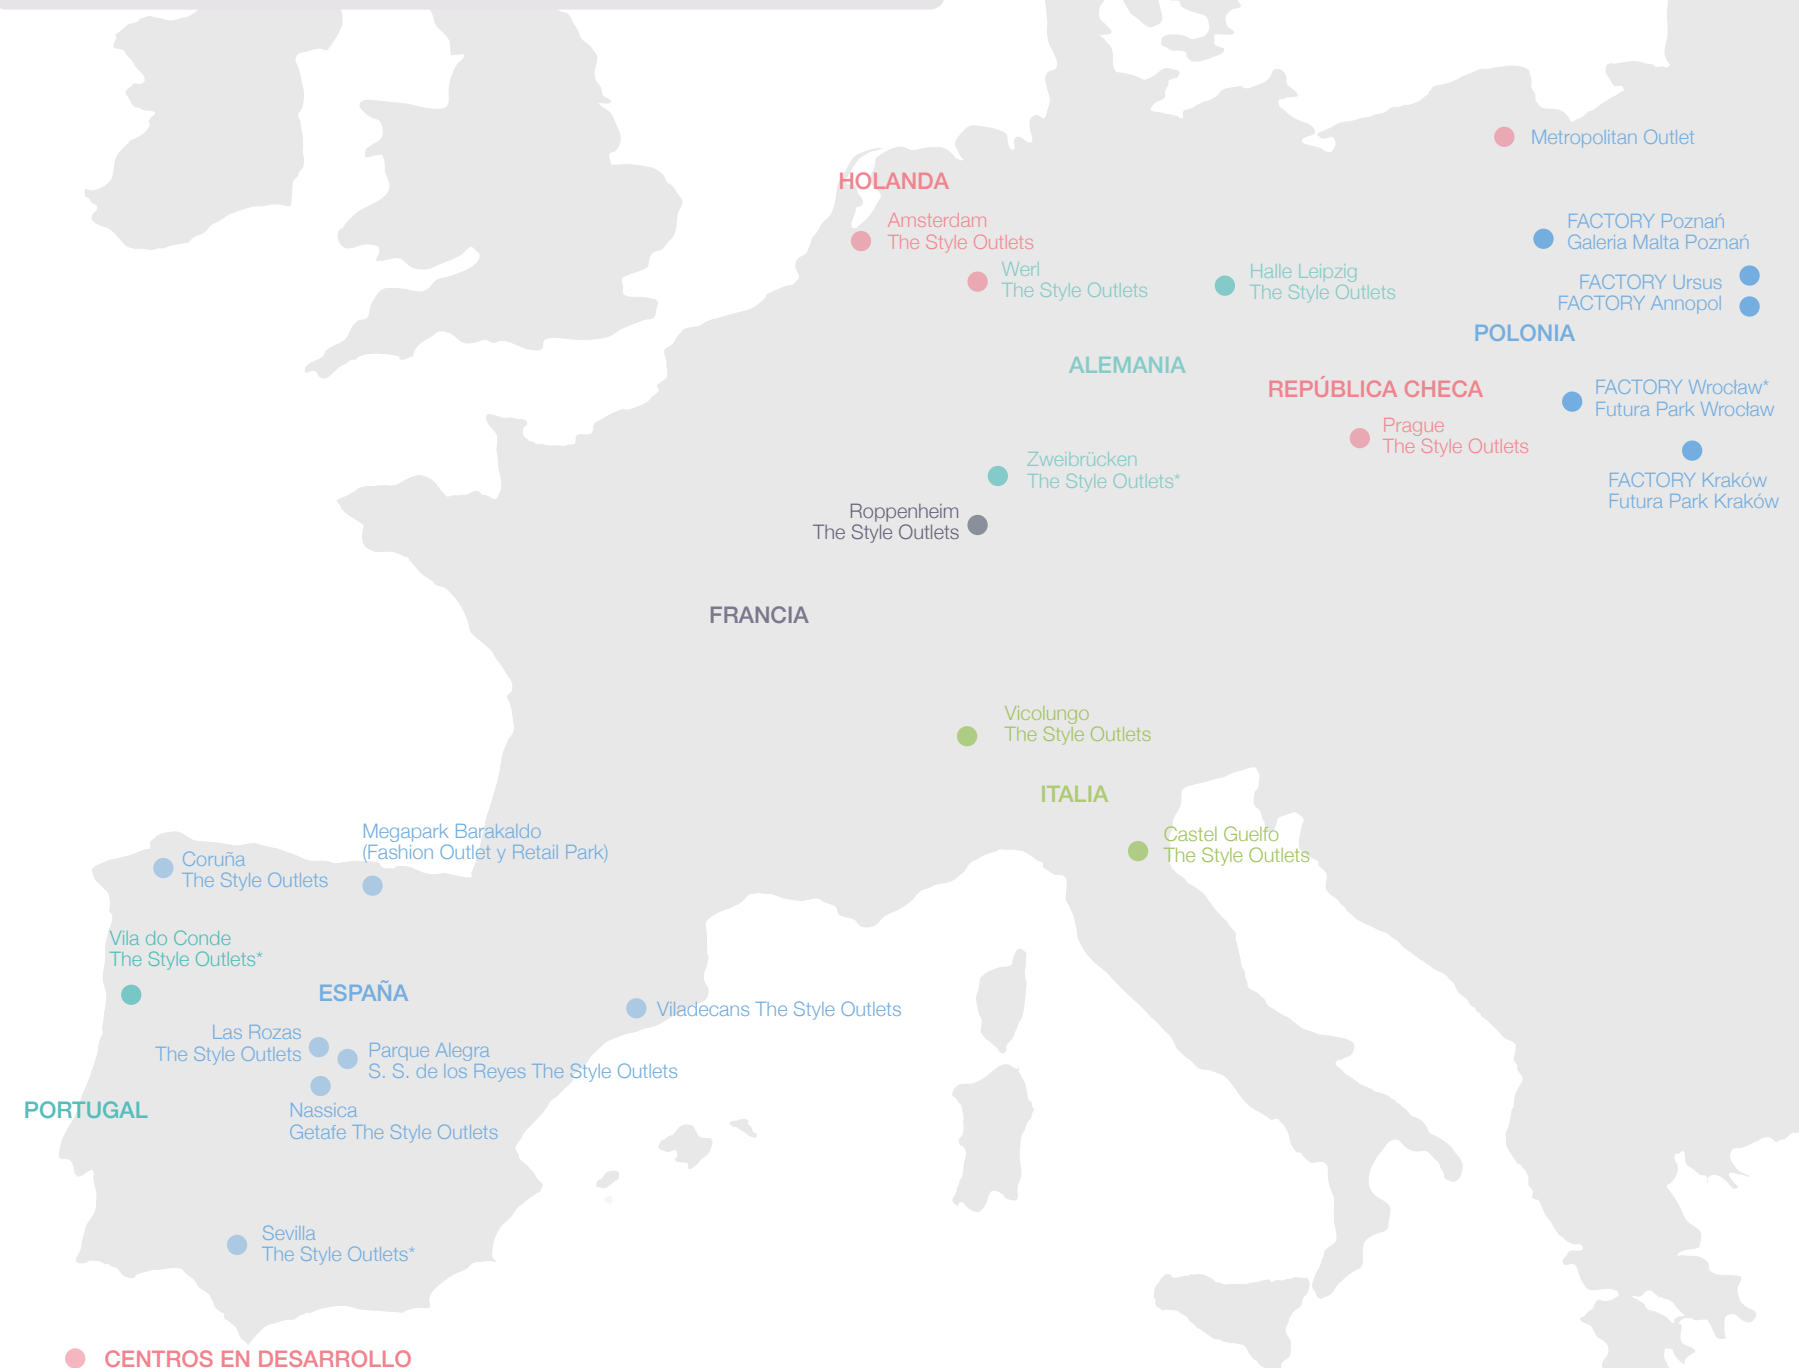 Metropolitan Outlet
HOLANDA
Amsterdam
The Style Outlets
FACTORY Poznań
Galeria Malta Poznań
Werl
The Style Outlets
Halle Leipzig
The Style Outlets
FACTORY Ursus
FACTORY Annopol
POLONIA
ALEMANIA
REPÚBLICA CHECA
FACTORY Wrocław*
Futura Park Wrocław
Prague
The Style Outlets
Zweibrücken
The Style Outlets*
FACTORY Kraków
Futura Park Kraków
Roppenheim
The Style Outlets
FRANCIA
Vicolungo
The Style Outlets
ITALIA
Castel Guelfo
The Style Outlets
Megapark Barakaldo
(Fashion Outlet y Retail Park)
Coruña
The Style Outlets
Vila do Conde
The Style Outlets*
ESPAÑA
Viladecans The Style Outlets
Las Rozas
The Style Outlets
Parque Alegra
S. S. de los Reyes The Style Outlets
PORTUGAL
Nassica
Getafe The Style Outlets
Sevilla
The Style Outlets*
CENTROS EN DESARROLLO